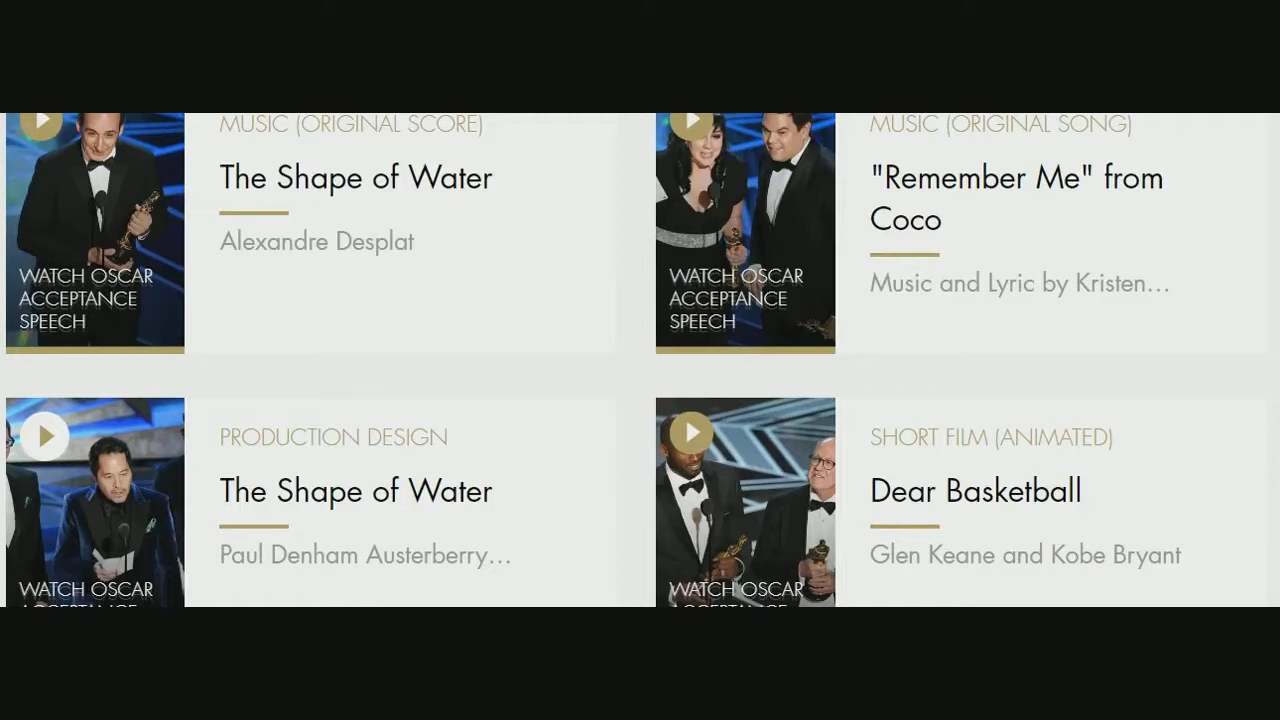 MUSIC (ORIGINAL SCORE)
The Shape of Water
Alexandre Desplat
WATCH OSCAR
ACCEPTANCE
SPEECH
MUSIC (ORIGINAL SONG)
"Remember Me" from
Coco
Music and Lyric by Kristen...
WATCH OSCAR
ACCEPTANCE
SPEECH
PRODUCTION DESIGN
The Shape of Water
Paul Denham Austerberry...
WATCH OSCAR
ACCEPTANCE
SHORT FILM (ANIMATED)
Dear Basketball
Glen Keane and Kobe Bryant
WATCH OSCAR
ACCEPTANCE